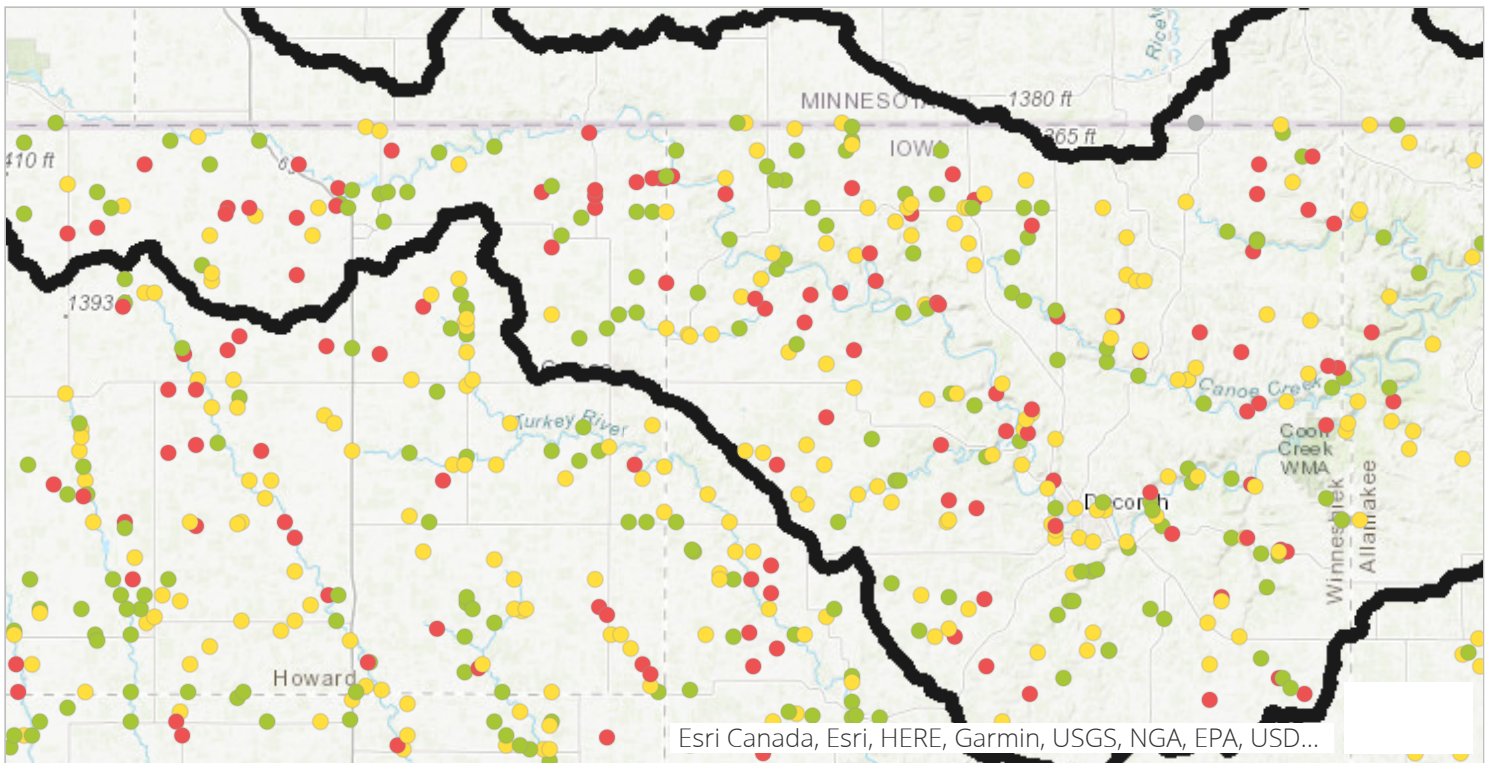 Ricew
MINNESOTA
1380 ft
IOWA
365 ft
410 ft
1393
Canoe Creek
Turkey River
Coon
Creek
WMA
Decorah
Winneshiek
Allamakee
Howard
Esri Canada, Esri, HERE, Garmin, USGS, NGA, EPA, USD...